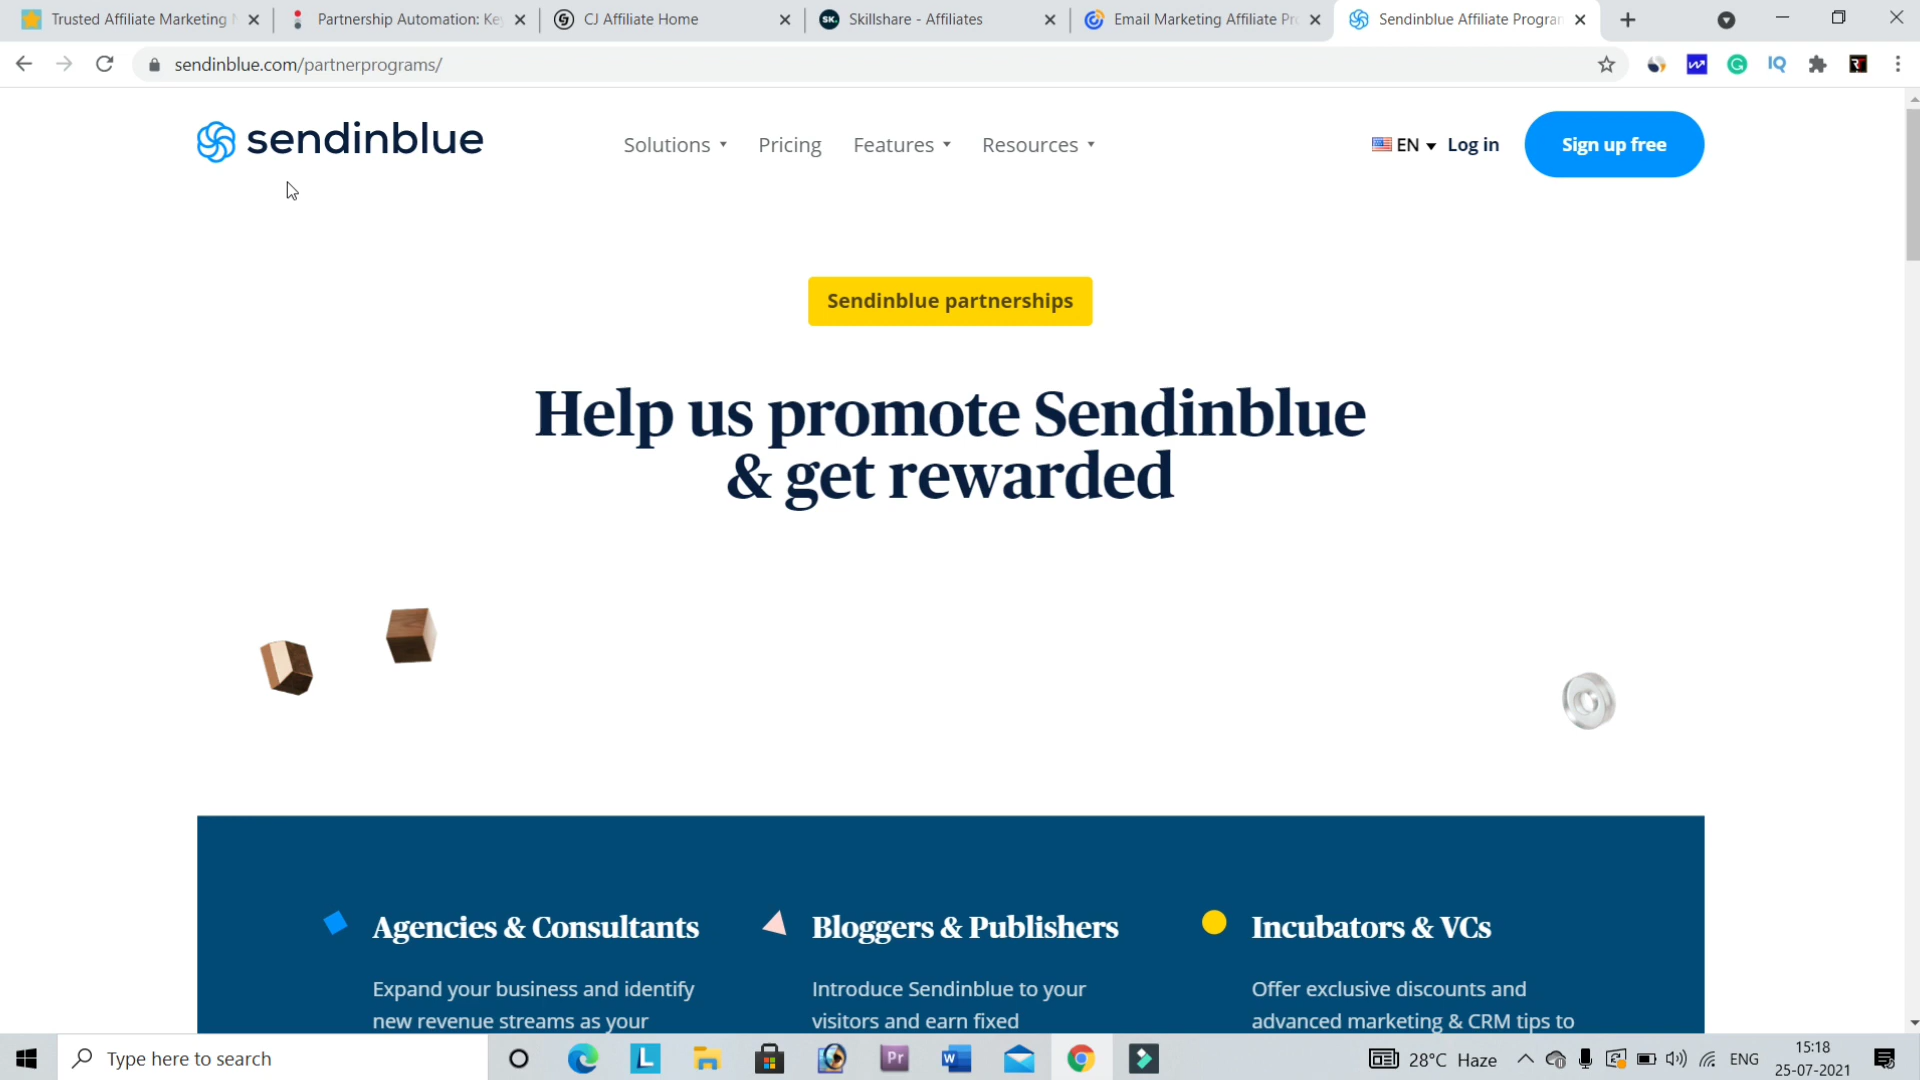 Trusted Affiliate Marketing
Partnership Automation: Ke
CJ Affiliate Home
Skillshare - Affiliates
Email Marketing Affiliate Pr
Sendinblue Affiliate Program
sendinblue.com/partnerprograms/
sendinblue
Solutions
Pricing
Features
Resources
EN
Log in
Sign up free
Sendinblue partnerships
Help us promote Sendinblue
& get rewarded
Agencies & Consultants
Expand your business and identify
new revenue streams as your
Bloggers & Publishers
Introduce Sendinblue to your
visitors and earn fixed
Incubators & VCs
Offer exclusive discounts and
advanced marketing & CRM tips to
Type here to search
28°C Haze
ENG
15:18
25-07-2021